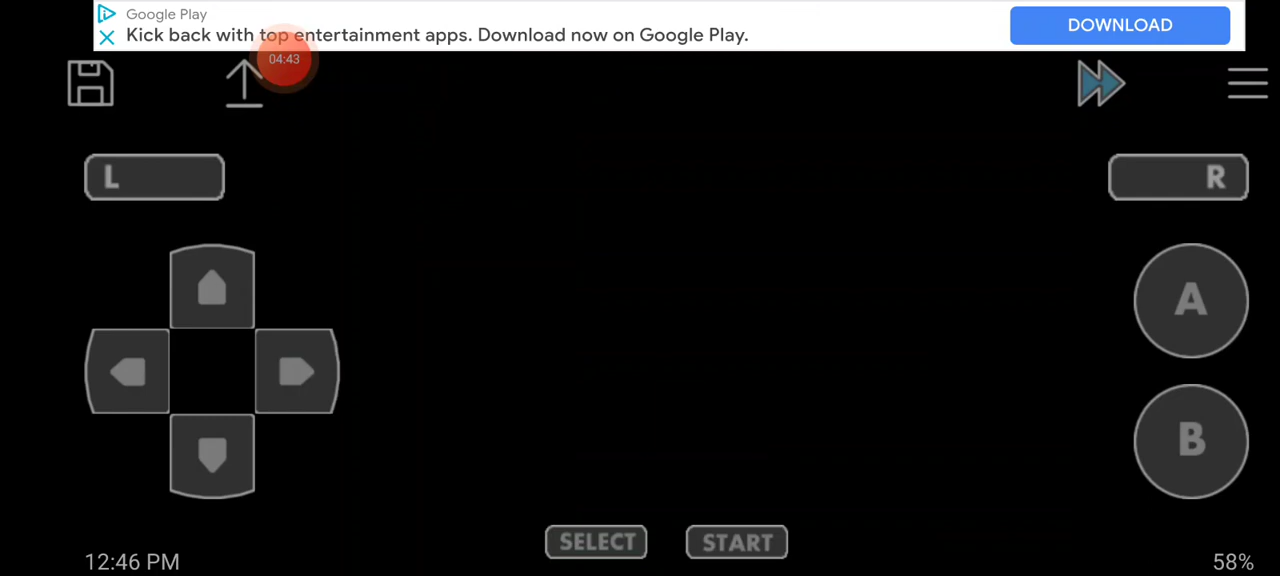 Google Play
Kick back with top entertainment apps. Download now on Google Play.
DOWNLOAD
04:43
L
R
A
B
SELECT
START
12:46 PM
58%